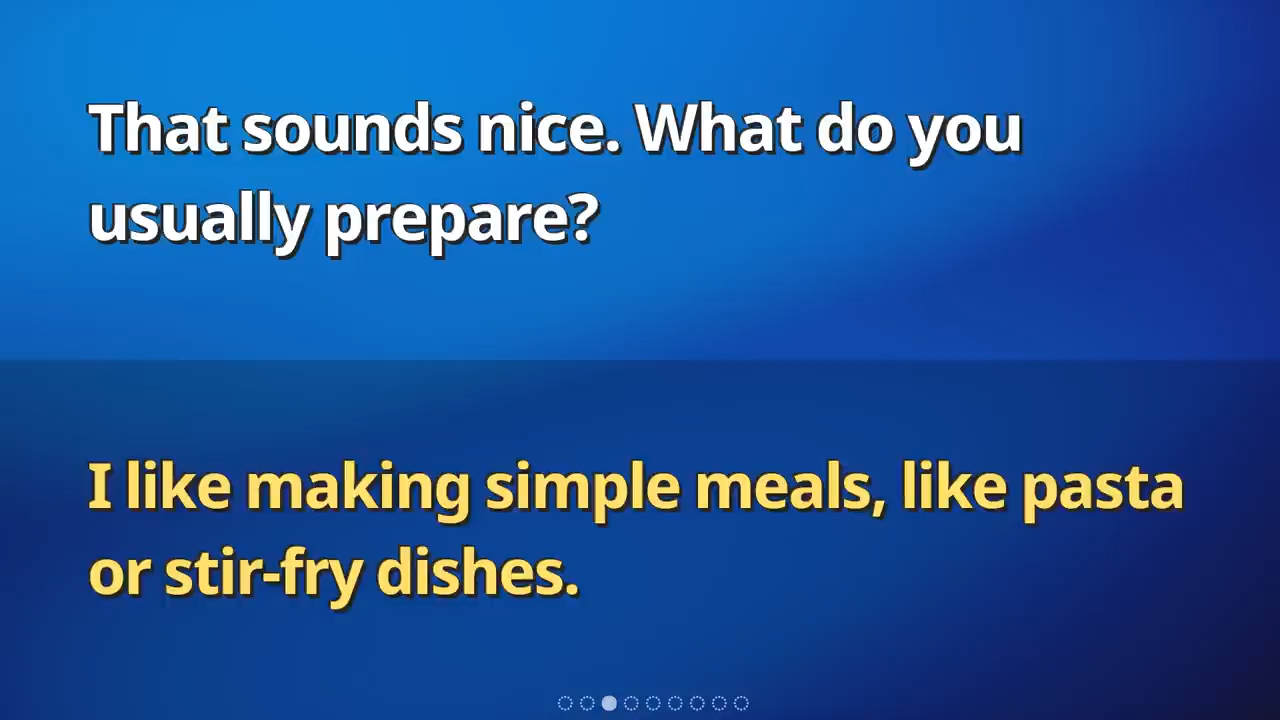 That sounds nice. What do you
usually prepare?
I like making simple meals, like pasta
or stir-fry dishes.